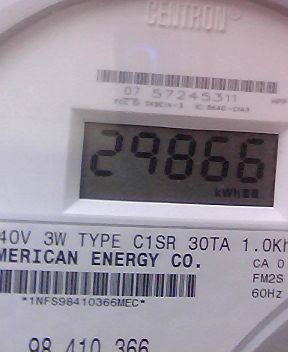 CENTRON®
07 57245311
29866
kWh
40V 3W TYPE C1SR 30TA 1.0Kh
MERICAN ENERGY CO.
CA 0
FM2S
60Hz
*1NFS98410366MEC*
98 410 366